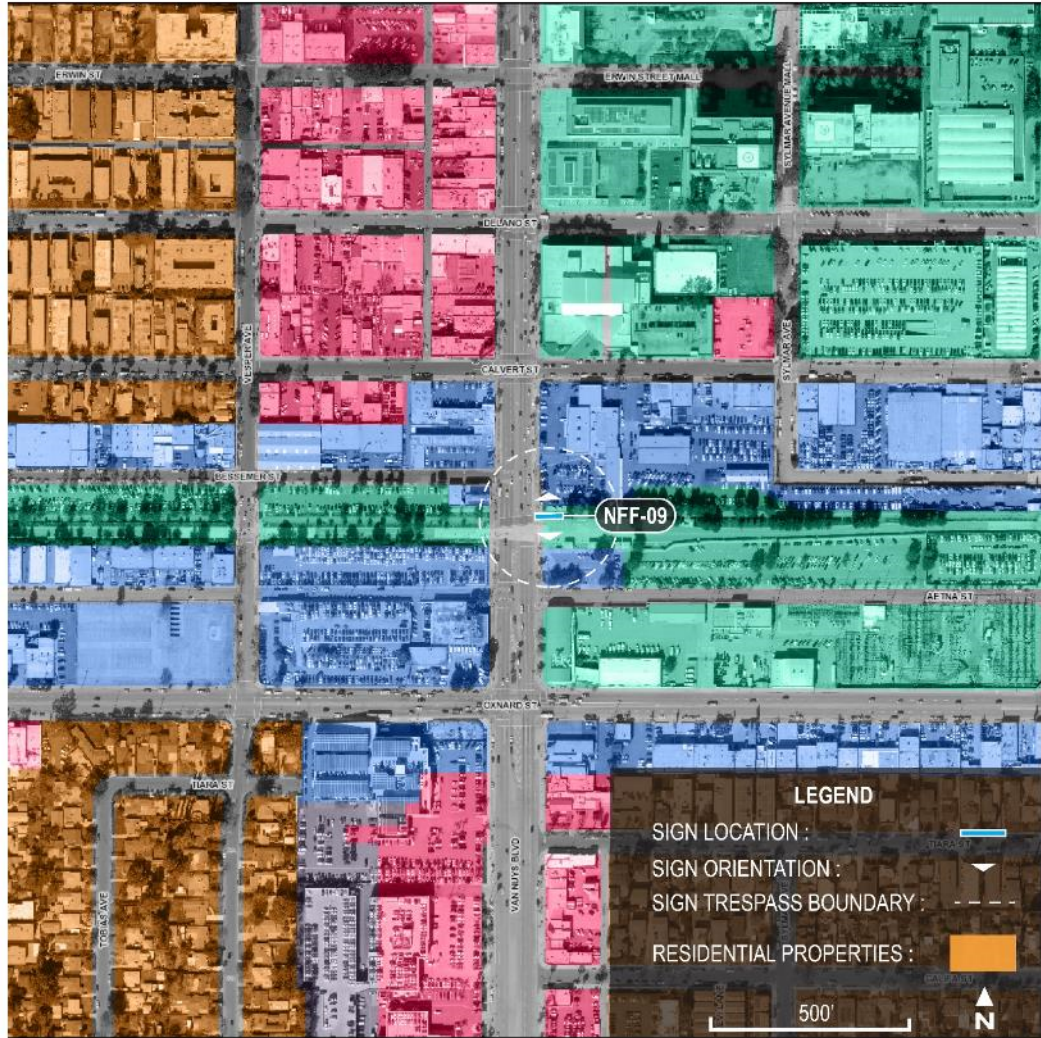 ERWIN ST
ERWIN STREET MALL
SYLMAR AVENUE MALL
DELANO ST
VESPER AVE
CALVERT ST
SYLMAR AVE
BESSEMER ST
NFF-09
AETNA ST
OXNARD ST
TIARA ST
TOBIAS AVE
VAN NUYS BLVD
LEGEND
SIGN LOCATION :
TIARA ST
SIGN ORIENTATION :
SIGN TRESPASS BOUNDARY :
RESIDENTIAL PROPERTIES :
500'
N